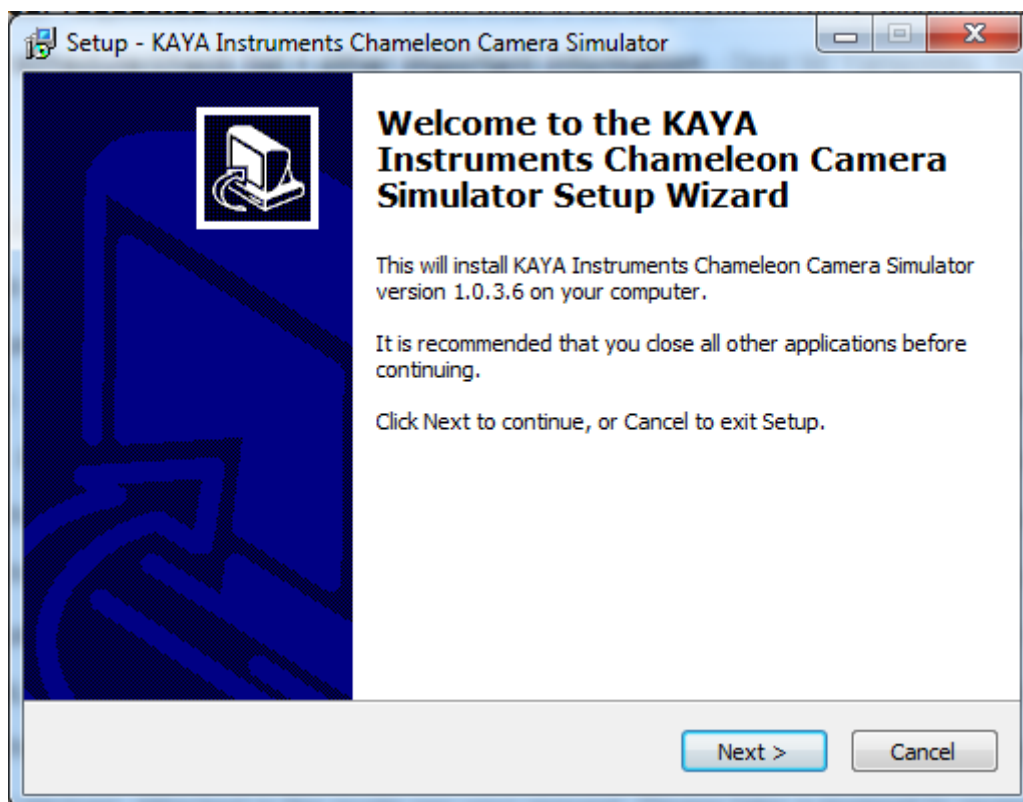 Setup - KAYA Instruments Chameleon Camera Simulator
Welcome to the KAYA
Instruments Chameleon Camera
Simulator Setup Wizard
This will install KAYA Instruments Chameleon Camera Simulator
version 1.0.3.6 on your computer.
It is recommended that you close all other applications before
continuing.
Click Next to continue, or Cancel to exit Setup.
Next >
Cancel